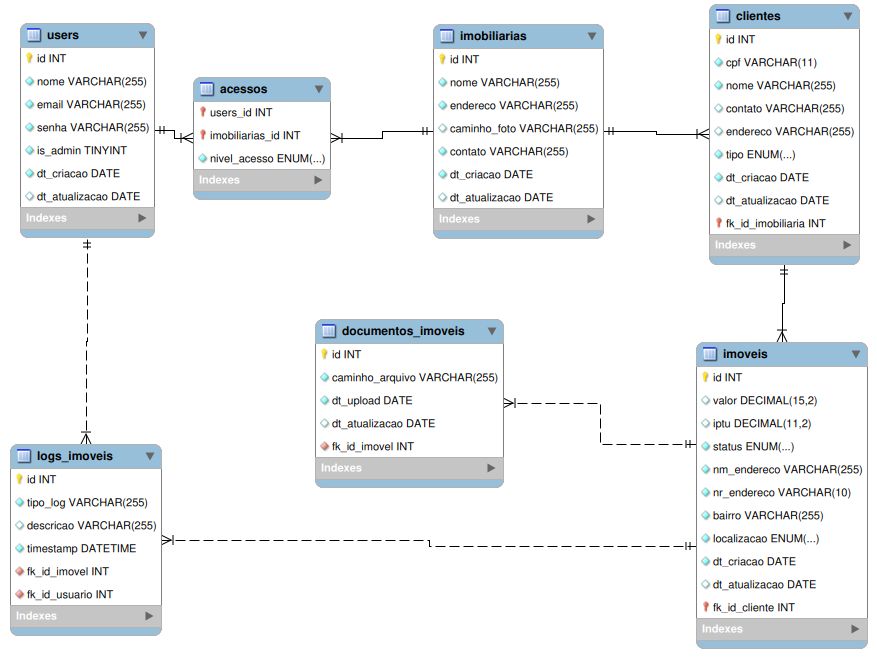 users
id INT
nome VARCHAR(255)
email VARCHAR(255)
senha VARCHAR(255)
is_admin TINYINT
dt_criacao DATE
dt_atualizacao DATE
Indexes
acessos
users_id INT
imobiliarias_id INT
nivel_acesso ENUM(...)
Indexes
imobiliarias
id INT
nome VARCHAR(255)
endereco VARCHAR(255)
caminho_foto VARCHAR(255)
contato VARCHAR(255)
dt_criacao DATE
dt_atualizacao DATE
Indexes
clientes
id INT
cpf VARCHAR(11)
nome VARCHAR(255)
contato VARCHAR(255)
endereco VARCHAR(255)
tipo ENUM(...)
dt_criacao DATE
dt_atualizacao DATE
fk_id_imobiliaria INT
Indexes
documentos_imoveis
id INT
caminho_arquivo VARCHAR(255)
dt_upload DATE
dt_atualizacao DATE
fk_id_imovel INT
Indexes
imoveis
id INT
valor DECIMAL(15,2)
iptu DECIMAL(11,2)
status ENUM(...)
nm_endereco VARCHAR(255)
nr_endereco VARCHAR(10)
bairro VARCHAR(255)
localizacao ENUM(...)
dt_criacao DATE
dt_atualizacao DATE
fk_id_cliente INT
Indexes
logs_imoveis
id INT
tipo_log VARCHAR(255)
descricao VARCHAR(255)
timestamp DATETIME
fk_id_imovel INT
fk_id_usuario INT
Indexes